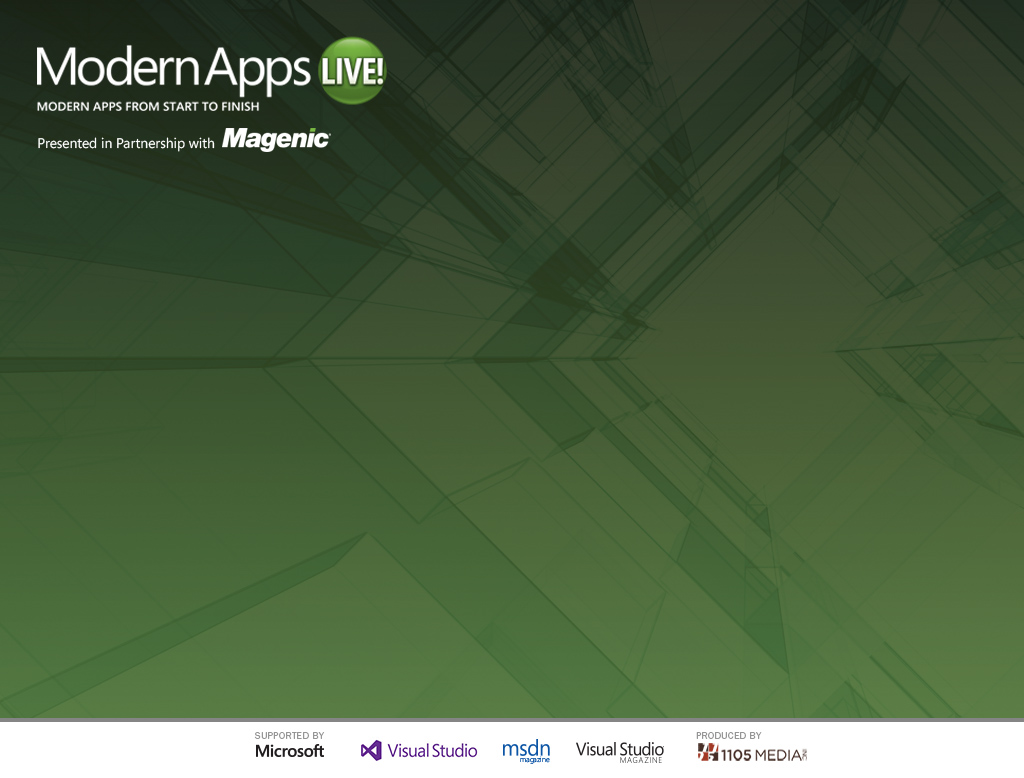 Modern Apps LIVE!
MODERN APPS FROM START TO FINISH
Presented in Partnership with Magenic
SUPPORTED BY
Microsoft
Visual Studio
msdn
magazine
Visual Studio
MAGAZINE
PRODUCED BY
1105 MEDIA